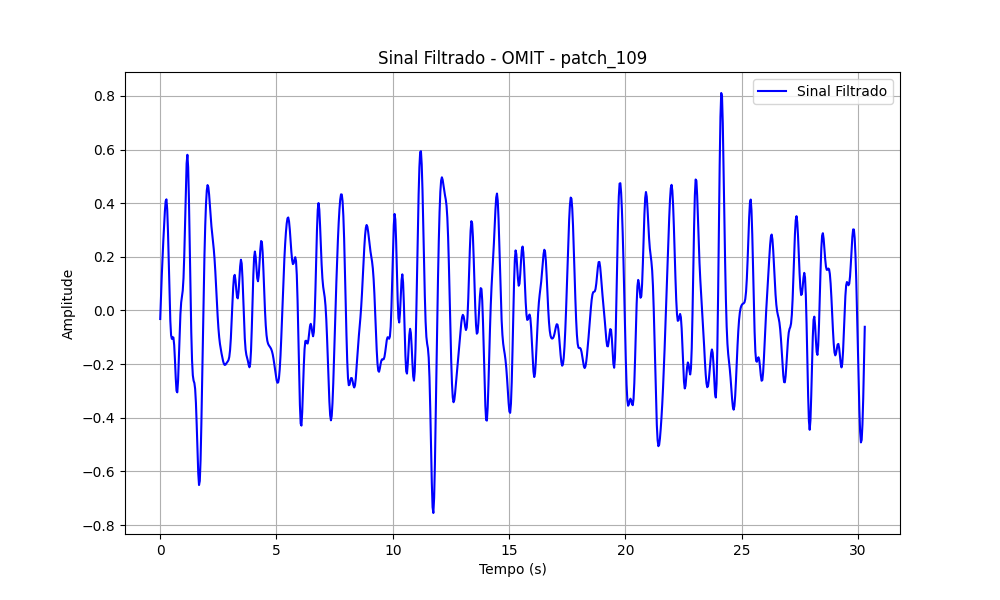 Sinal Filtrado - OMIT - patch_109
Sinal Filtrado
Amplitude
0.8
0.6
0.4
0.2
0.0
−0.2
−0.4
−0.6
−0.8
0 5 10 15 20 25 30
Tempo (s)